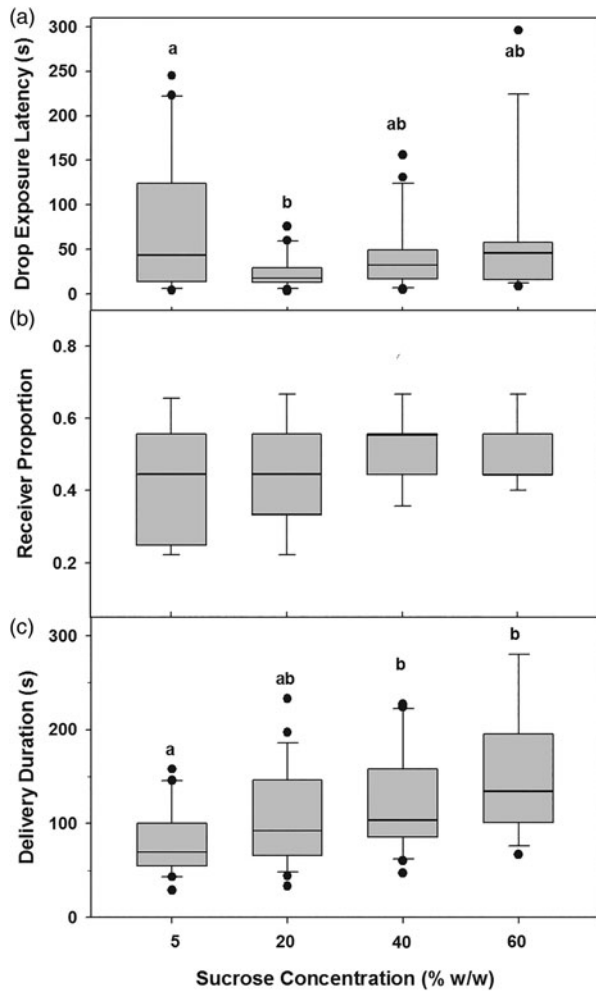 (a)
Drop Exposure Latency (s)
300
250
200
150
100
50
0
a
b
ab
ab
(b)
Receiver Proportion
0.8
0.6
0.4
0.2
(c)
Delivery Duration (s)
300
200
100
0
a
ab
b
b
5 20 40 60
Sucrose Concentration (% w/w)